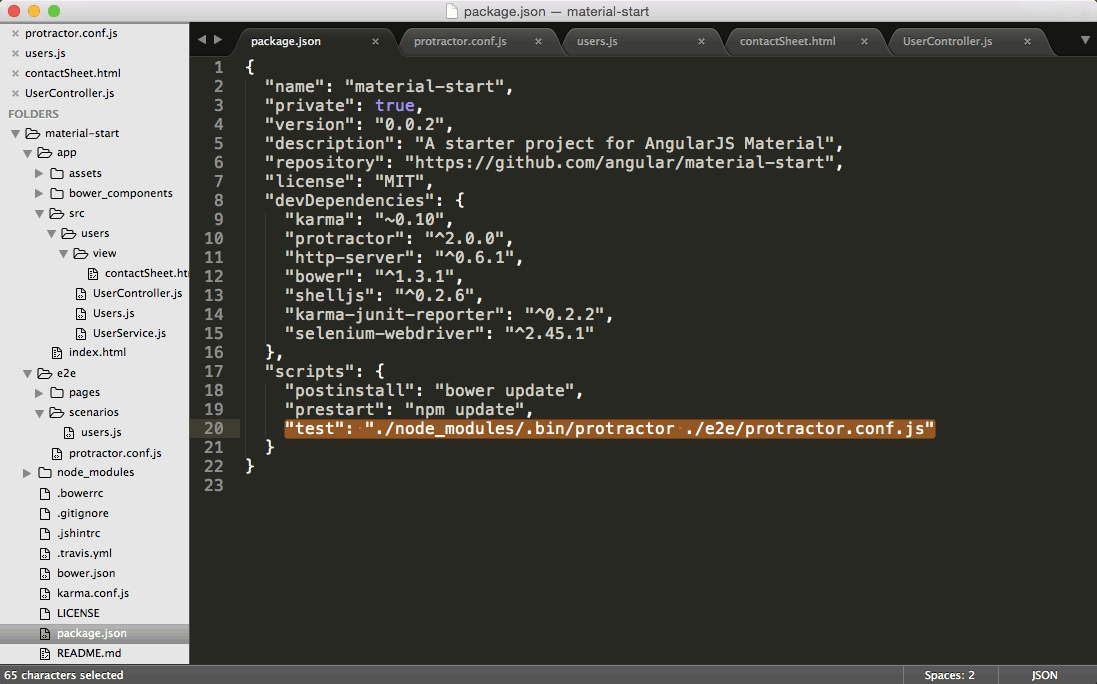 package.json — material-start
protractor.conf.js
users.js
contactSheet.html
UserController.js
FOLDERS
material-start
app
assets
bower_components
src
users
view
contactSheet.ht
UserController.js
Users.js
UserService.js
index.html
e2e
pages
scenarios
users.js
protractor.conf.js
node_modules
.bowerrc
.gitignore
.jshintrc
.travis.yml
bower.json
karma.conf.js
LICENSE
package.json
README.md
package.json protractor.conf.js users.js contactSheet.html UserController.js
1 {
2 "name": "material-start",
3 "private": true,
4 "version": "0.0.2",
5 "description": "A starter project for AngularJS Material",
6 "repository": "https://github.com/angular/material-start",
7 "license": "MIT",
8 "devDependencies": {
9 "karma": "~0.10",
10 "protractor": "^2.0.0",
11 "http-server": "^0.6.1",
12 "bower": "^1.3.1",
13 "shelljs": "^0.2.6",
14 "karma-junit-reporter": "^0.2.2",
15 "selenium-webdriver": "^2.45.1"
16 },
17 "scripts": {
18 "postinstall": "bower update",
19 "prestart": "npm update",
20 "test": "./node_modules/.bin/protractor ./e2e/protractor.conf.js"
21 }
22 }
23
65 characters selected Spaces: 2 JSON